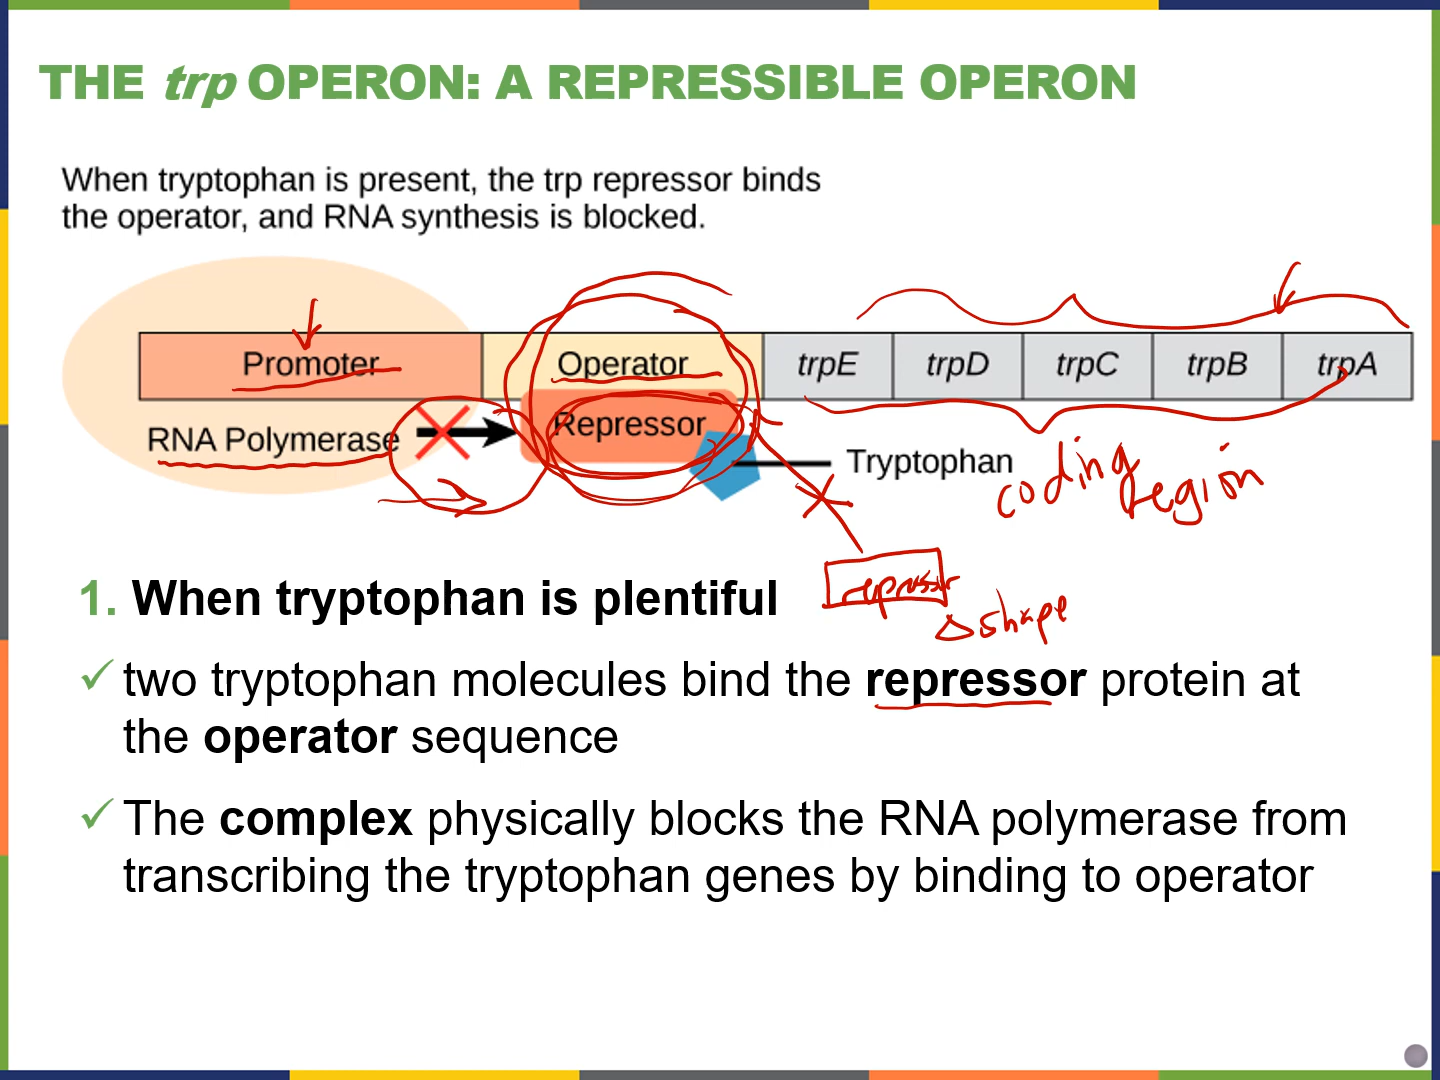 THE trp OPERON: A REPRESSIBLE OPERON
When tryptophan is present, the trp repressor binds
the operator, and RNA synthesis is blocked.
Promoter Operator trpE trpD trpC trpB trpA
RNA Polymerase Repressor
Tryptophan
coding
region
repressor
Δ shape
1. When tryptophan is plentiful
✓ two tryptophan molecules bind the repressor protein at
the operator sequence
✓ The complex physically blocks the RNA polymerase from
transcribing the tryptophan genes by binding to operator